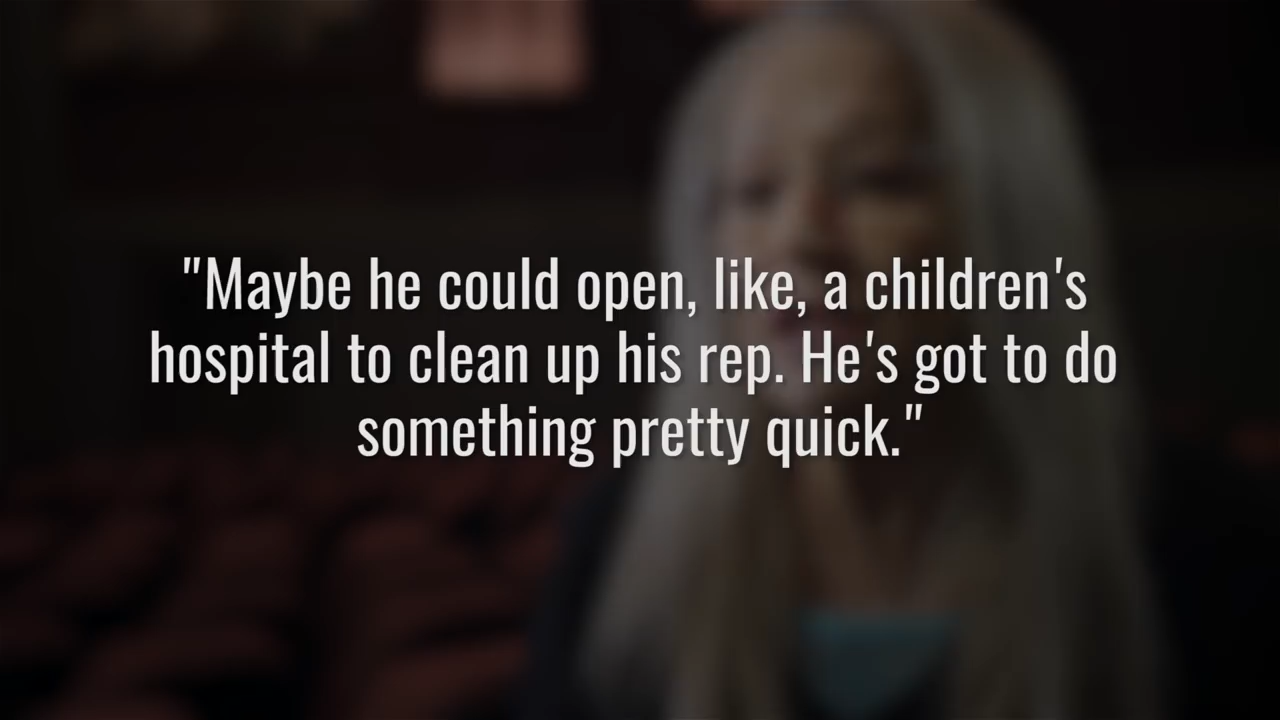 "Maybe he could open, like, a children's
hospital to clean up his rep. He's got to do
something pretty quick."